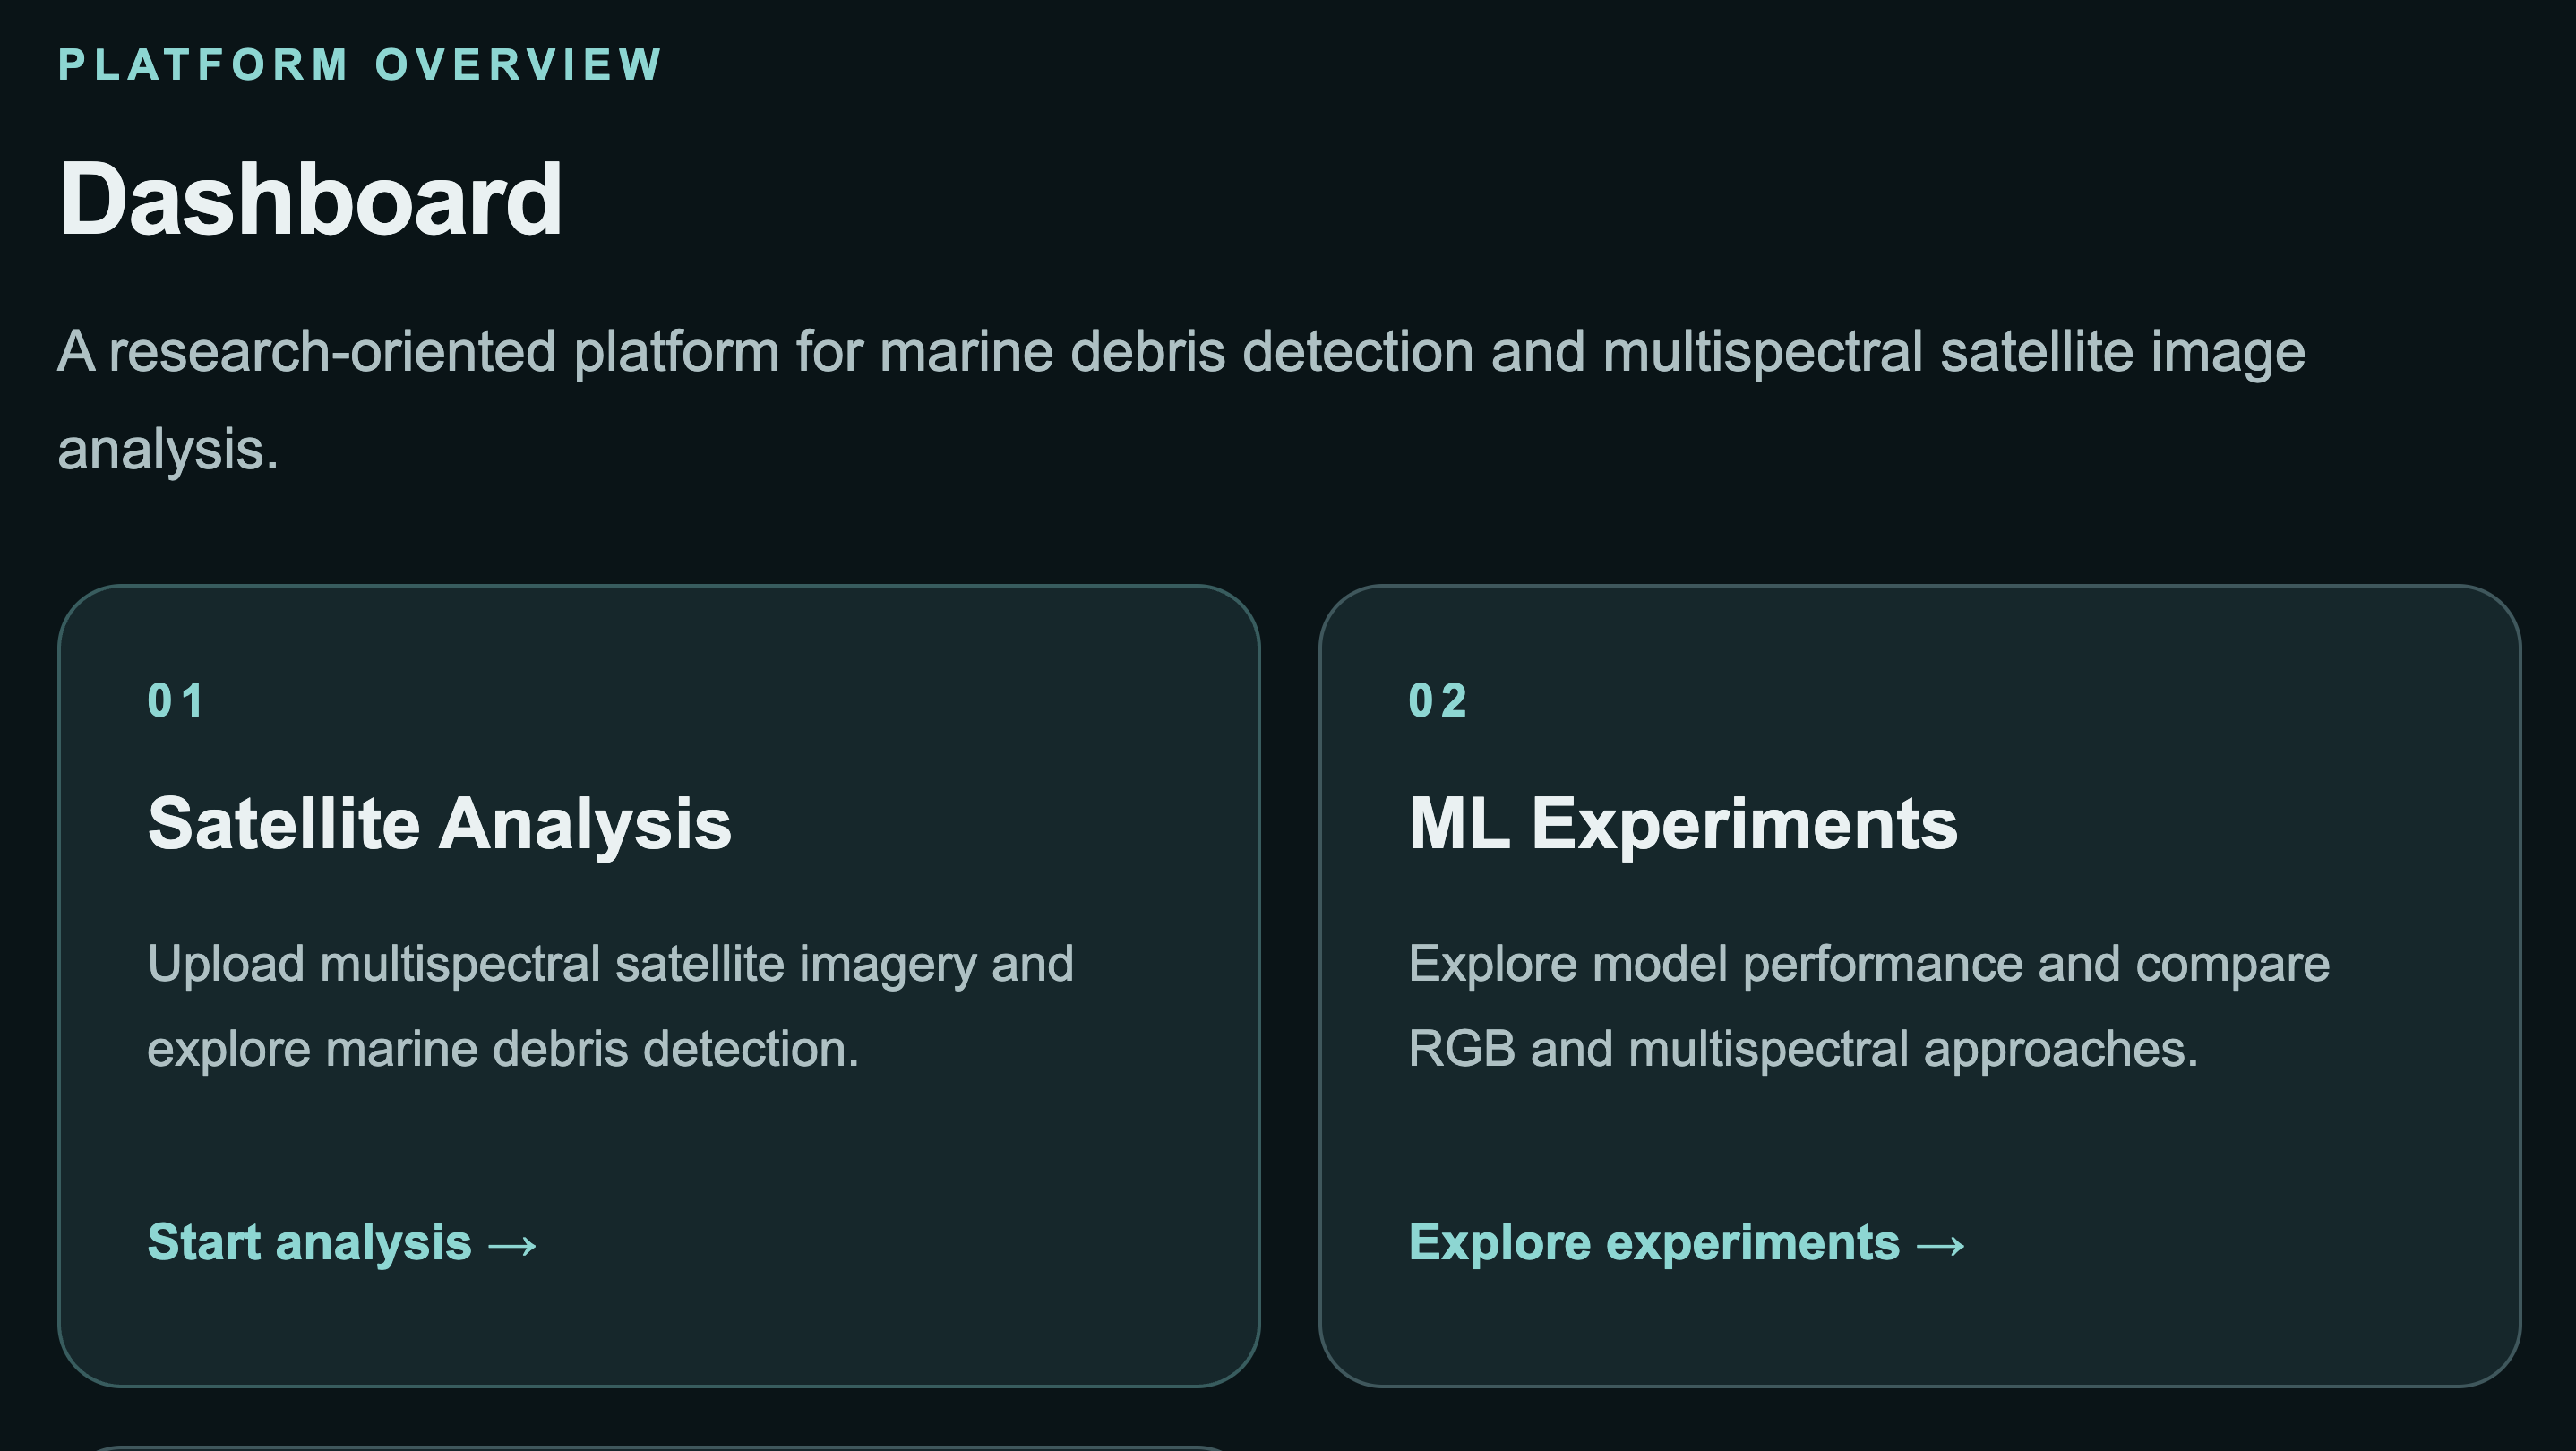 PLATFORM OVERVIEW
Dashboard
A research-oriented platform for marine debris detection and multispectral satellite image
analysis.
01
Satellite Analysis
Upload multispectral satellite imagery and
explore marine debris detection.
Start analysis →
02
ML Experiments
Explore model performance and compare
RGB and multispectral approaches.
Explore experiments →